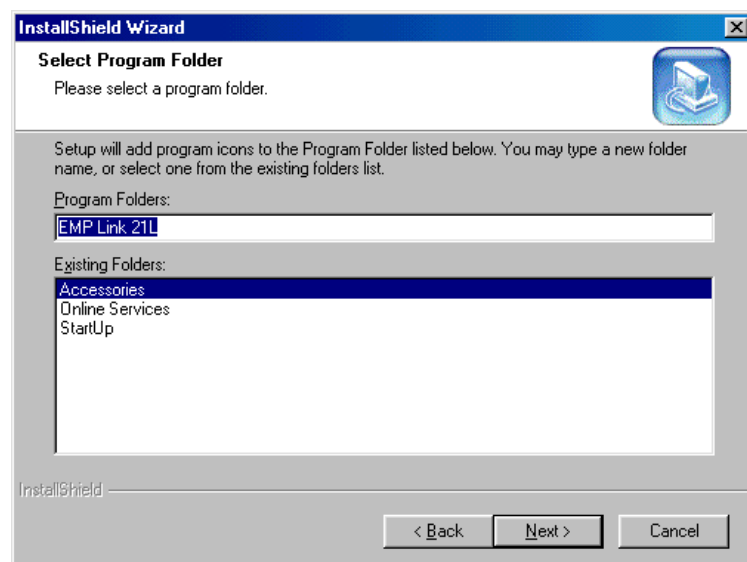 InstallShield Wizard
Select Program Folder
Please select a program folder.
Setup will add program icons to the Program Folder listed below. You may type a new folder
name, or select one from the existing folders list.
Program Folders:
EMP Link 21L
Existing Folders:
Accessories
Online Services
StartUp
InstallShield
< Back
Next >
Cancel